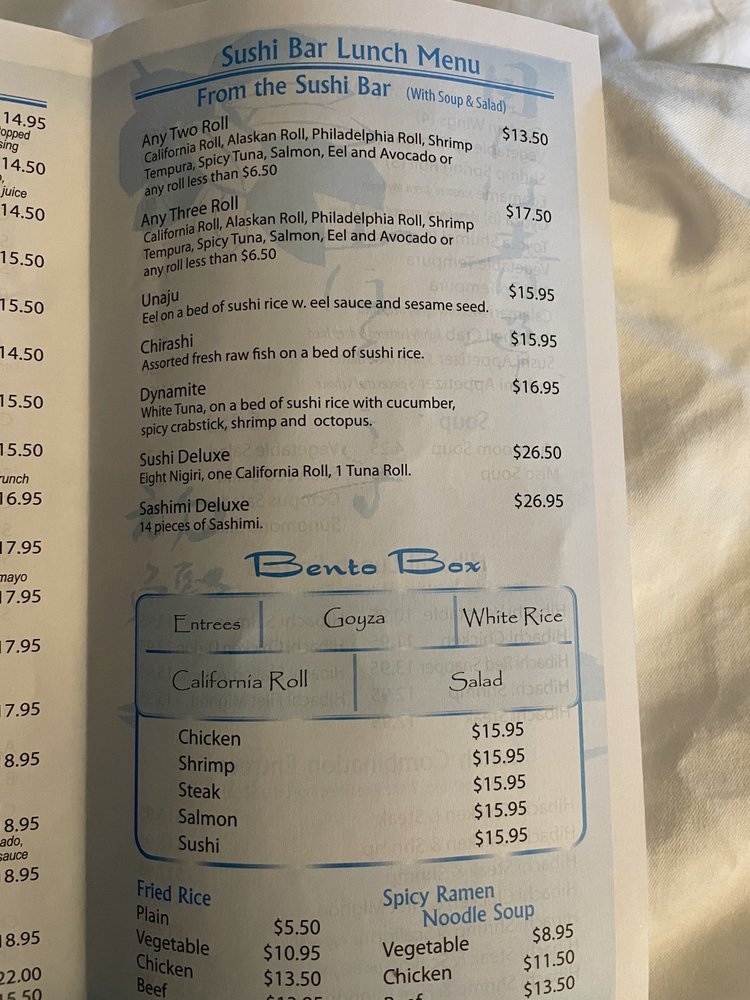 14.95
opped
sing
14.50
juice
14.50
15.50
15.50
14.50
15.50
15.50
runch
16.95
17.95
mayo
17.95
17.95
17.95
8.95
8.95
ado,
sauce
8.95
8.95
22.00
15.50
Sushi Bar Lunch Menu
From the Sushi Bar (With Soup & Salad)
Any Two Roll $13.50
California Roll, Alaskan Roll, Philadelphia Roll, Shrimp
Tempura, Spicy Tuna, Salmon, Eel and Avocado or
any roll less than $6.50
Any Three Roll $17.50
California Roll, Alaskan Roll, Philadelphia Roll, Shrimp
Tempura, Spicy Tuna, Salmon, Eel and Avocado or
any roll less than $6.50
Unaju $15.95
Eel on a bed of sushi rice w. eel sauce and sesame seed.
Chirashi $15.95
Assorted fresh raw fish on a bed of sushi rice.
Dynamite $16.95
White Tuna, on a bed of sushi rice with cucumber,
spicy crabstick, shrimp and octopus.
Sushi Deluxe $26.50
Eight Nigiri, one California Roll, 1 Tuna Roll.
Sashimi Deluxe $26.95
14 pieces of Sashimi.
Bento Box
Entrees Goyza White Rice
California Roll Salad
Chicken $15.95
Shrimp $15.95
Steak $15.95
Salmon $15.95
Sushi $15.95
Fried Rice
Plain $5.50
Vegetable $10.95
Chicken $13.50
Beef
Spicy Ramen
Noodle Soup
Vegetable $8.95
Chicken $11.50
$13.50